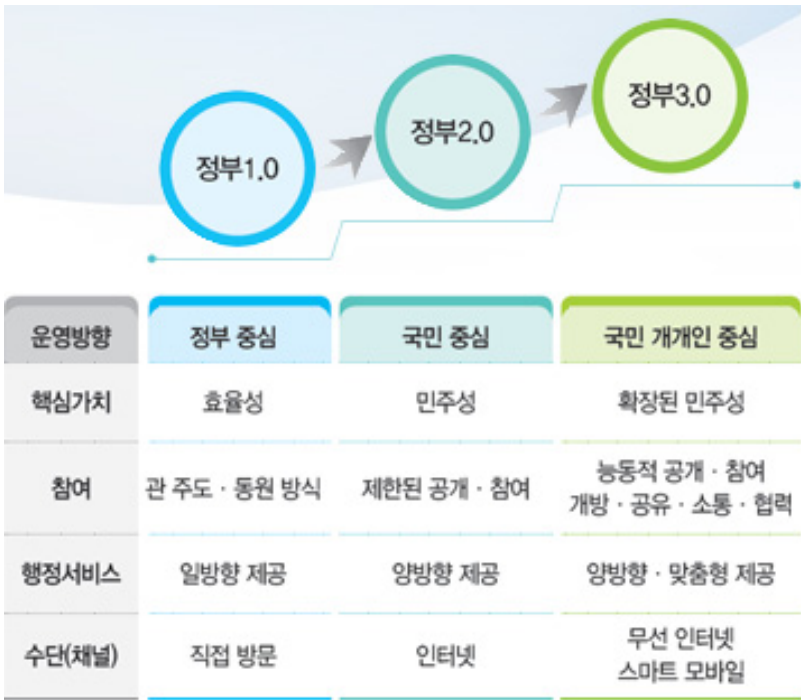 정부1.0
정부2.0
정부3.0
운영방향 정부 중심 국민 중심 국민 개개인 중심
핵심가치 효율성 민주성 확장된 민주성
참여 관 주도 · 동원 방식 제한된 공개 · 참여 능동적 공개 · 참여
개방 · 공유 · 소통 · 협력
행정서비스 일방향 제공 양방향 제공 양방향 · 맞춤형 제공
수단(채널) 직접 방문 인터넷 무선 인터넷
스마트 모바일